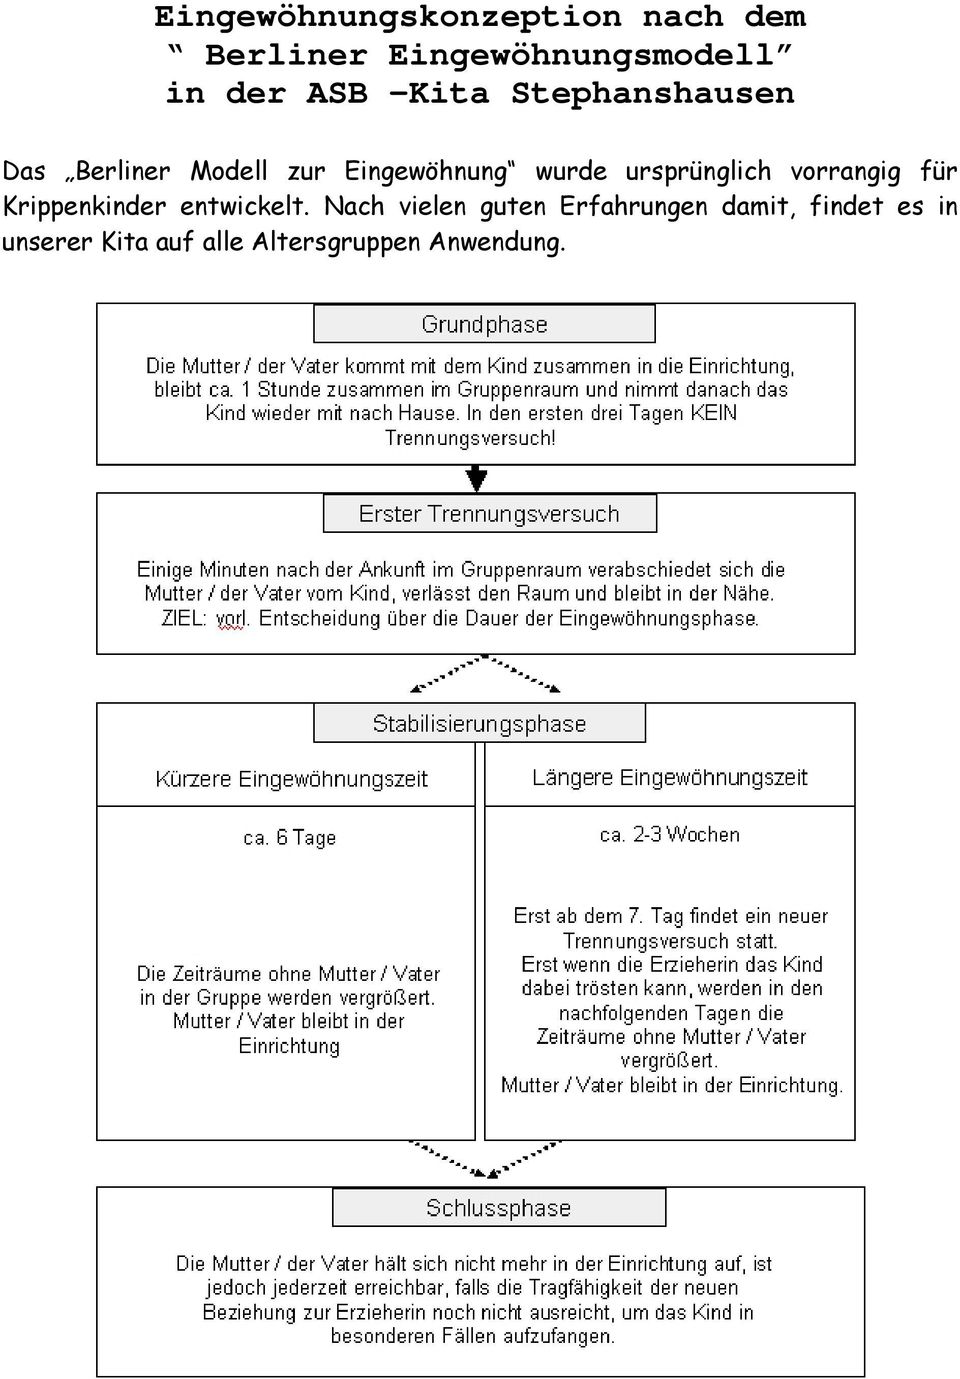 Eingewöhnungskonzeption nach dem
“ Berliner Eingewöhnungsmodell”
in der ASB –Kita Stephanshausen
Das „Berliner Modell zur Eingewöhnung“ wurde ursprünglich vorrangig für
Krippenkinder entwickelt. Nach vielen guten Erfahrungen damit, findet es in
unserer Kita auf alle Altersgruppen Anwendung.
Grundphase
Die Mutter / der Vater kommt mit dem Kind zusammen in die Einrichtung,
bleibt ca. 1 Stunde zusammen im Gruppenraum und nimmt danach das
Kind wieder mit nach Hause. In den ersten drei Tagen KEIN
Trennungsversuch!
Erster Trennungsversuch
Einige Minuten nach der Ankunft im Gruppenraum verabschiedet sich die
Mutter / der Vater vom Kind, verlässt den Raum und bleibt in der Nähe.
ZIEL: vorl. Entscheidung über die Dauer der Eingewöhnungsphase.
Stabilisierungsphase
Kürzere Eingewöhnungszeit
ca. 6 Tage
Die Zeiträume ohne Mutter / Vater
in der Gruppe werden vergrößert.
Mutter / Vater bleibt in der
Einrichtung
Längere Eingewöhnungszeit
ca. 2-3 Wochen
Erst ab dem 7. Tag findet ein neuer
Trennungsversuch statt.
Erst wenn die Erzieherin das Kind
dabei trösten kann, werden in den
nachfolgenden Tagen die
Zeiträume ohne Mutter / Vater
vergrößert.
Mutter / Vater bleibt in der Einrichtung.
Schlussphase
Die Mutter / der Vater hält sich nicht mehr in der Einrichtung auf, ist
jedoch jederzeit erreichbar, falls die Tragfähigkeit der neuen
Beziehung zur Erzieherin noch nicht ausreicht, um das Kind in
besonderen Fällen aufzufangen.